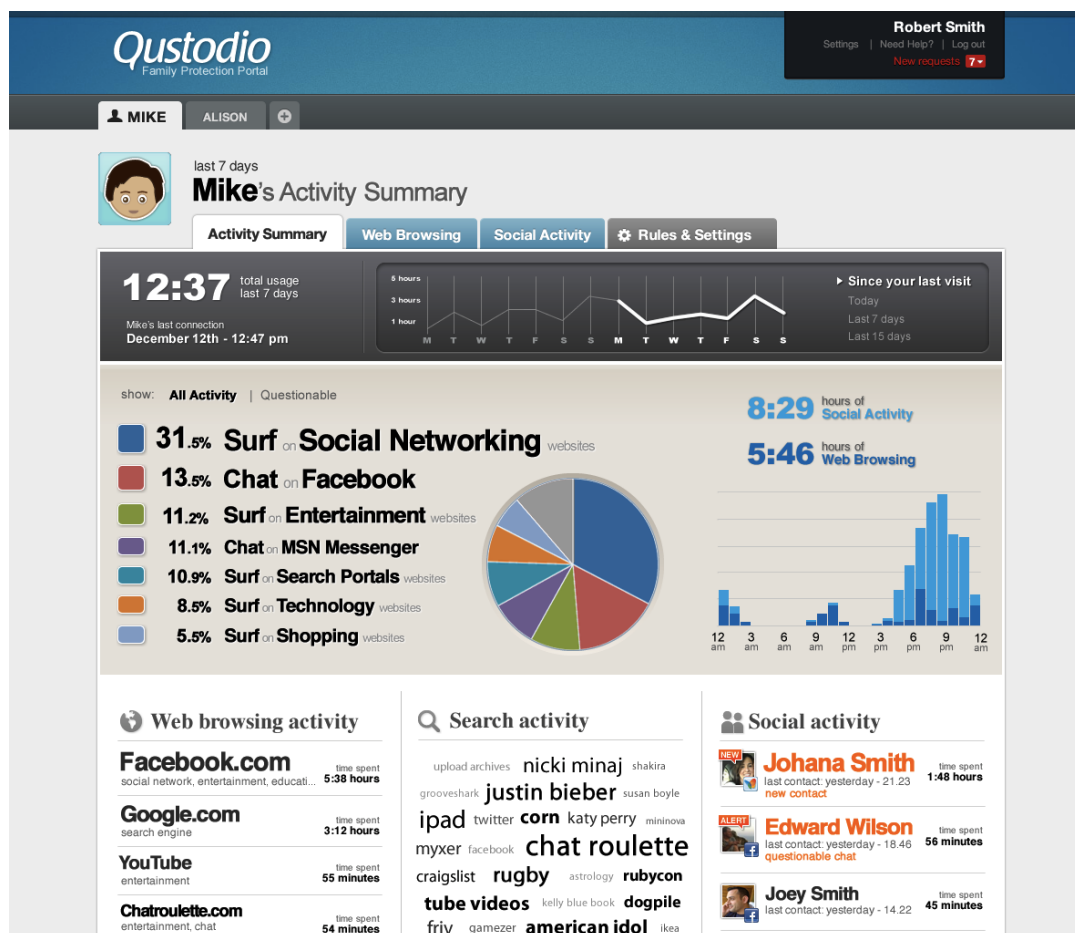 Qustodio
Family Protection Portal
Robert Smith
Settings | Need Help? | Log out
New requests 7
MIKE
ALISON
last 7 days
Mike's Activity Summary
Activity Summary
Web Browsing
Social Activity
Rules & Settings
12:37 total usage last 7 days
Mike's last connection
December 12th - 12:47 pm
5 hours
3 hours
1 hour
M T W T F S S M T W T F S S
Since your last visit
Today
Last 7 days
Last 15 days
show: All Activity | Questionable
31.5% Surf on Social Networking websites
13.5% Chat on Facebook
11.2% Surf on Entertainment websites
11.1% Chat on MSN Messenger
10.9% Surf on Search Portals websites
8.5% Surf on Technology websites
5.5% Surf on Shopping websites
8:29 hours of Social Activity
5:46 hours of Web Browsing
12 am 3 am 6 am 9 am 12 pm 3 pm 6 pm 9 pm 12 am
Web browsing activity
Facebook.com
social network, entertainment, educati...
time spent
5:38 hours
Google.com
search engine
time spent
3:12 hours
YouTube
entertainment
time spent
55 minutes
Chatroulette.com
entertainment, chat
time spent
54 minutes
Search activity
upload archives nicki minaj shakira
grooveshark justin bieber susan boyle
ipad twitter corn katy perry mininova
myxer facebook chat roulette
craigslist rugby astrology rubycon
tube videos kelly blue book dogpile
friv gamezer american idol ikea
Social activity
NEW
Johana Smith
last contact: yesterday - 21.23
new contact
time spent
1:48 hours
ALERT
Edward Wilson
last contact: yesterday - 18.46
questionable chat
time spent
56 minutes
Joey Smith
last contact: yesterday - 14.22
time spent
45 minutes